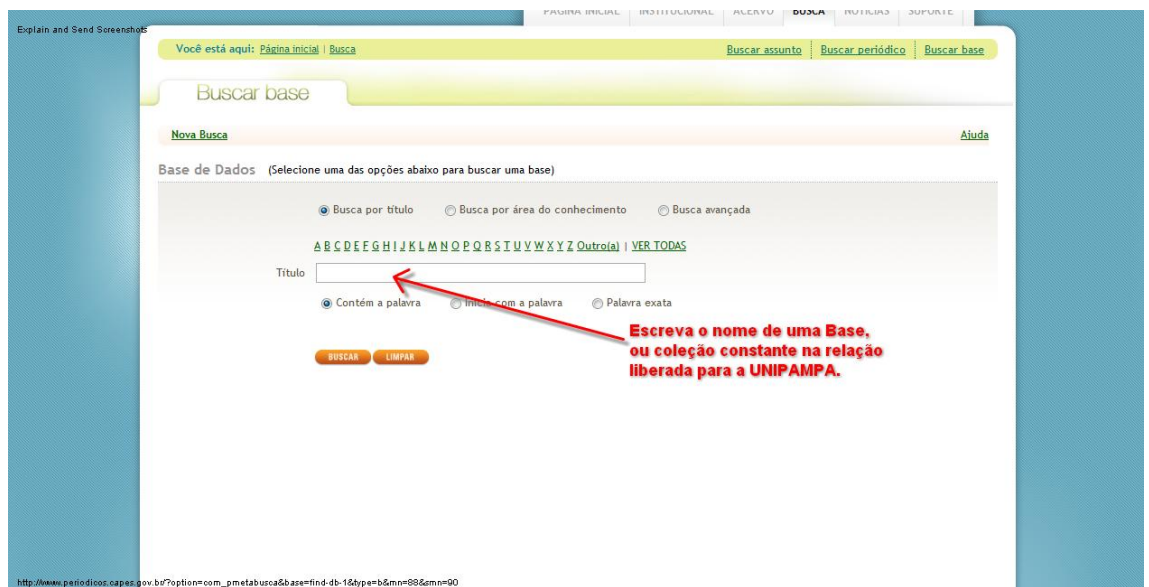 PÁGINA INICIAL INSTITUCIONAL ACERVO BUSCA NOTÍCIAS SUPORTE
Explain and Send Screenshots
Você está aqui: Página inicial | Busca
Buscar assunto Buscar periódico Buscar base
Buscar base
Nova Busca
Ajuda
Base de Dados (Selecione uma das opções abaixo para buscar uma base)
Busca por título Busca por área do conhecimento Busca avançada
A B C D E F G H I J K L M N O P Q R S T U V W X Y Z Outro(a) | VER TODAS
Título
Contém a palavra Inicia com a palavra Palavra exata
Escreva o nome de uma Base,
ou coleção constante na relação
liberada para a UNIPAMPA.
BUSCAR LIMPAR
http://www.periodicos.capes.gov.br/?option=com_pmetabusca&base=find-db-1&type=b&mn=88&smn=90